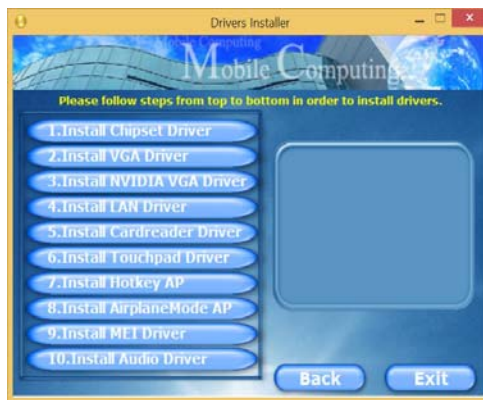 Drivers Installer
Mobile Computing
Mobile Computing
Please follow steps from top to bottom in order to install drivers.
1.Install Chipset Driver
2.Install VGA Driver
3.Install NVIDIA VGA Driver
4.Install LAN Driver
5.Install Cardreader Driver
6.Install Touchpad Driver
7.Install Hotkey AP
8.Install AirplaneMode AP
9.Install MEI Driver
10.Install Audio Driver
Back
Exit